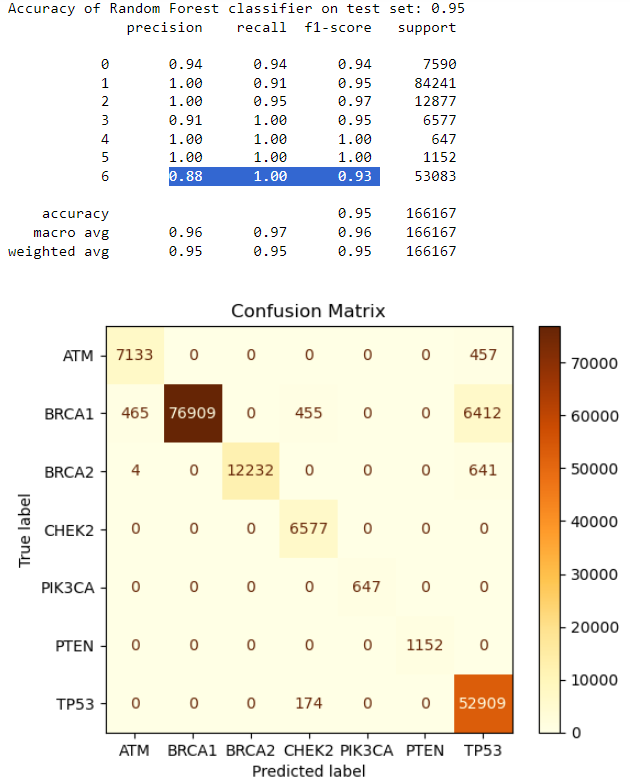 Accuracy of Random Forest classifier on test set: 0.95
precision recall f1-score support
0 0.94 0.94 0.94 7590
1 1.00 0.91 0.95 84241
2 1.00 0.95 0.97 12877
3 0.91 1.00 0.95 6577
4 1.00 1.00 1.00 647
5 1.00 1.00 1.00 1152
6 0.88 1.00 0.93 53083
accuracy 0.95 166167
macro avg 0.96 0.97 0.96 166167
weighted avg 0.95 0.95 0.95 166167
Confusion Matrix
ATM 7133 0 0 0 0 0 457
BRCA1 465 76909 0 455 0 0 6412
BRCA2 4 0 12232 0 0 0 641
CHEK2 0 0 0 6577 0 0 0
PIK3CA 0 0 0 0 647 0 0
PTEN 0 0 0 0 0 1152 0
TP53 0 0 0 174 0 0 52909
ATM BRCA1 BRCA2 CHEK2 PIK3CA PTEN TP53
Predicted label
True label
70000
60000
50000
40000
30000
20000
10000
0